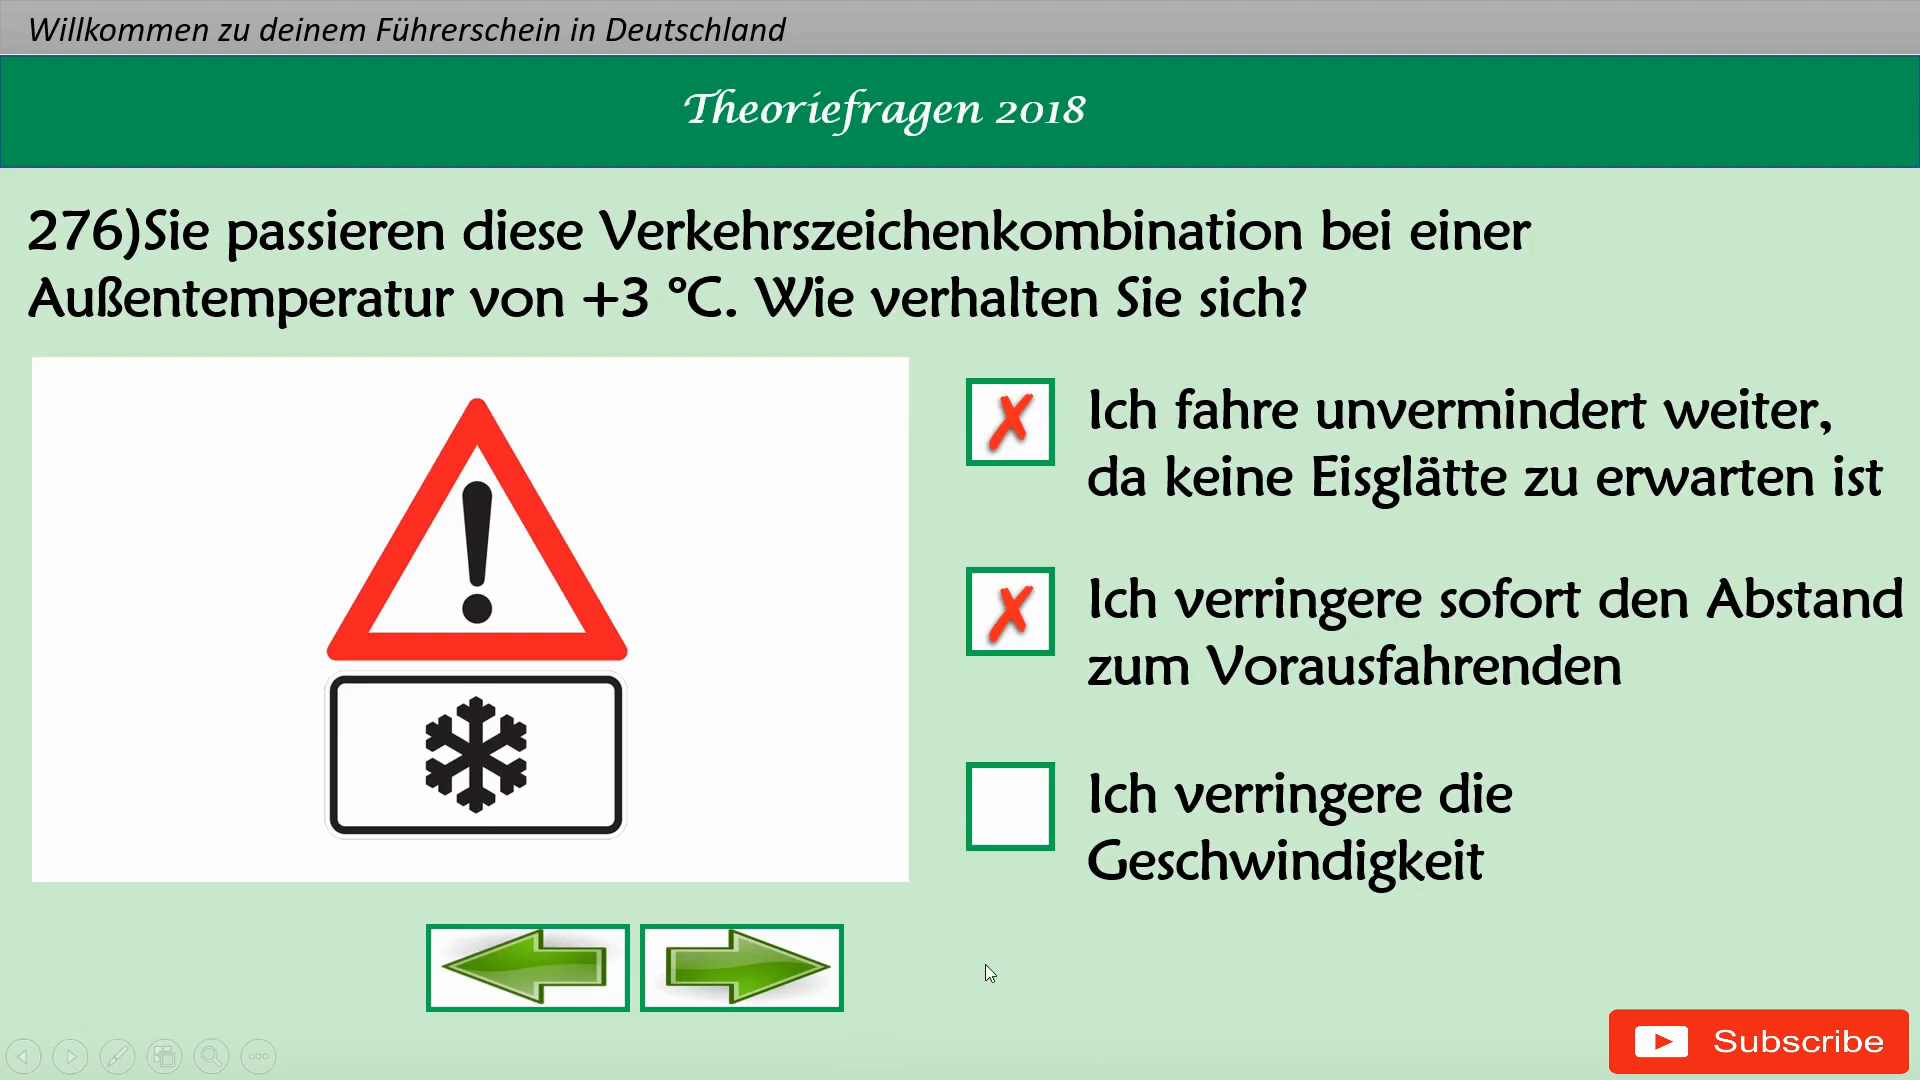 Willkommen zu deinem Führerschein in Deutschland
Theoriefragen 2018
276)Sie passieren diese Verkehrszeichenkombination bei einer
Außentemperatur von +3 °C. Wie verhalten Sie sich?
Ich fahre unvermindert weiter,
da keine Eisglätte zu erwarten ist
Ich verringere sofort den Abstand
zum Vorausfahrenden
Ich verringere die
Geschwindigkeit
Subscribe